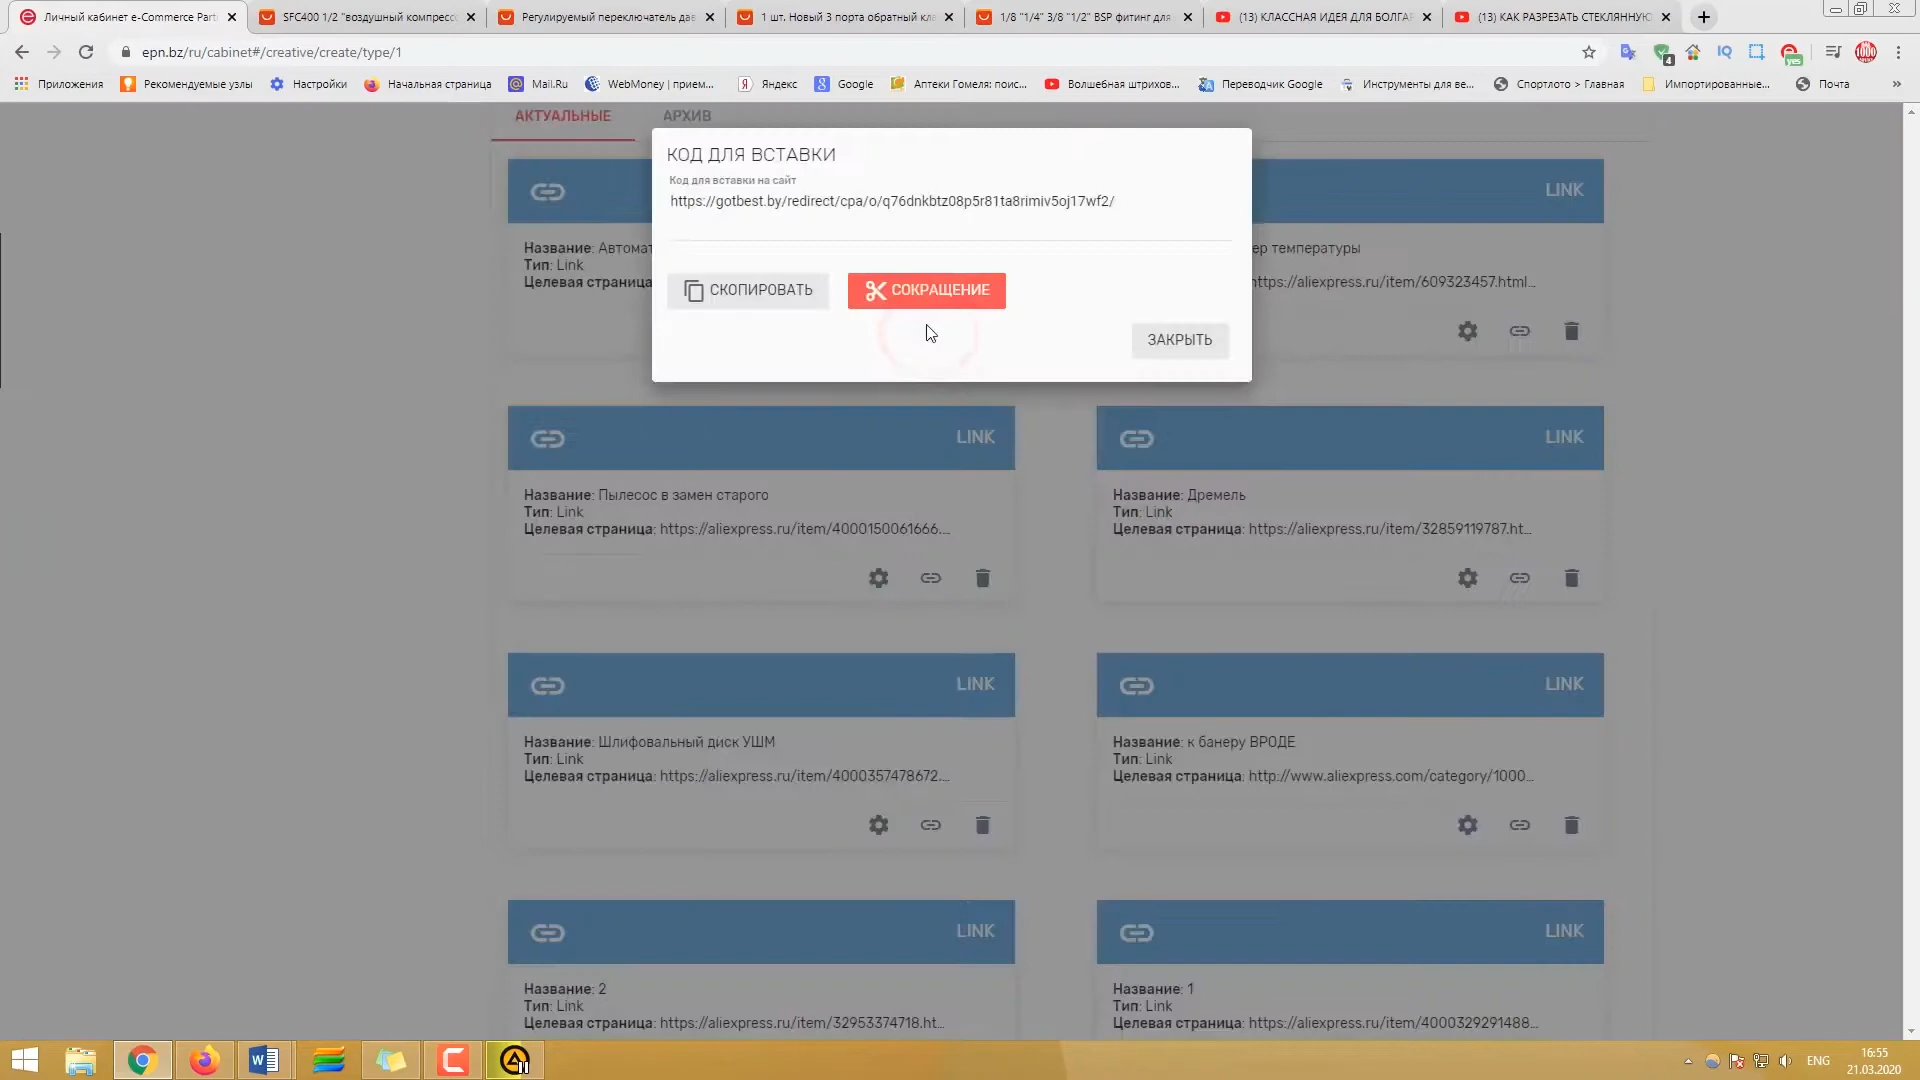 Личный кабинет e-Commerce Part
SFC400 1/2 "воздушный компресс
Регулируемый переключатель дав
1 шт. Новый 3 порта обратный кла
1/8 "1/4" 3/8 "1/2" BSP фитинг для
(13) КЛАССНАЯ ИДЕЯ ДЛЯ БОЛГАР
(13) КАК РАЗРЕЗАТЬ СТЕКЛЯННУЮ
epn.bz/ru/cabinet#/creative/create/type/1
Приложения
Рекомендуемые узлы
Настройки
Начальная страница
Mail.Ru
WebMoney | прием...
Яндекс
Google
Аптеки Гомеля: поис...
Волшебная штрихов...
Переводчик Google
Инструменты для ве...
Спортлото > Главная
Импортированные...
Почта
»
АКТУАЛЬНЫЕ
АРХИВ
КОД ДЛЯ ВСТАВКИ
Код для вставки на сайт
https://gotbest.by/redirect/cpa/o/q76dnkbtz08p5r81ta8rimiv5oj17wf2/
СКОПИРОВАТЬ
СОКРАЩЕНИЕ
ЗАКРЫТЬ
Название: Автомат
Тип: Link
Целевая страница:
LINK
ер температуры
https://aliexpress.ru/item/609323457.html...
LINK
Название: Пылесос в замен старого
Тип: Link
Целевая страница: https://aliexpress.ru/item/4000150061666....
LINK
Название: Дремель
Тип: Link
Целевая страница: https://aliexpress.ru/item/32859119787.ht...
LINK
Название: Шлифовальный диск УШМ
Тип: Link
Целевая страница: https://aliexpress.ru/item/4000357478672....
LINK
Название: к банеру ВРОДЕ
Тип: Link
Целевая страница: http://www.aliexpress.com/category/1000...
LINK
Название: 2
Тип: Link
Целевая страница: https://aliexpress.ru/item/32953374718.ht...
LINK
Название: 1
Тип: Link
Целевая страница: https://aliexpress.ru/item/4000329291488...
ENG
16:55
21.03.2020